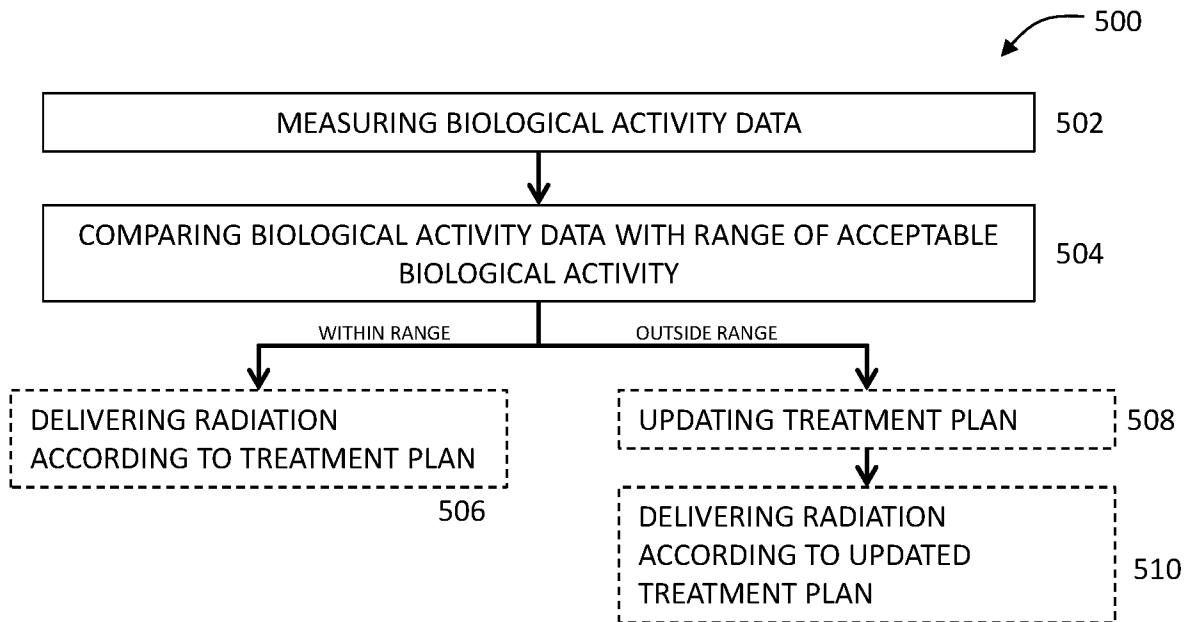 500
MEASURING BIOLOGICAL ACTIVITY DATA
502
COMPARING BIOLOGICAL ACTIVITY DATA WITH RANGE OF ACCEPTABLE
BIOLOGICAL ACTIVITY
504
WITHIN RANGE
OUTSIDE RANGE
DELIVERING RADIATION
ACCORDING TO TREATMENT PLAN
506
UPDATING TREATMENT PLAN
508
DELIVERING RADIATION
ACCORDING TO UPDATED
TREATMENT PLAN
510